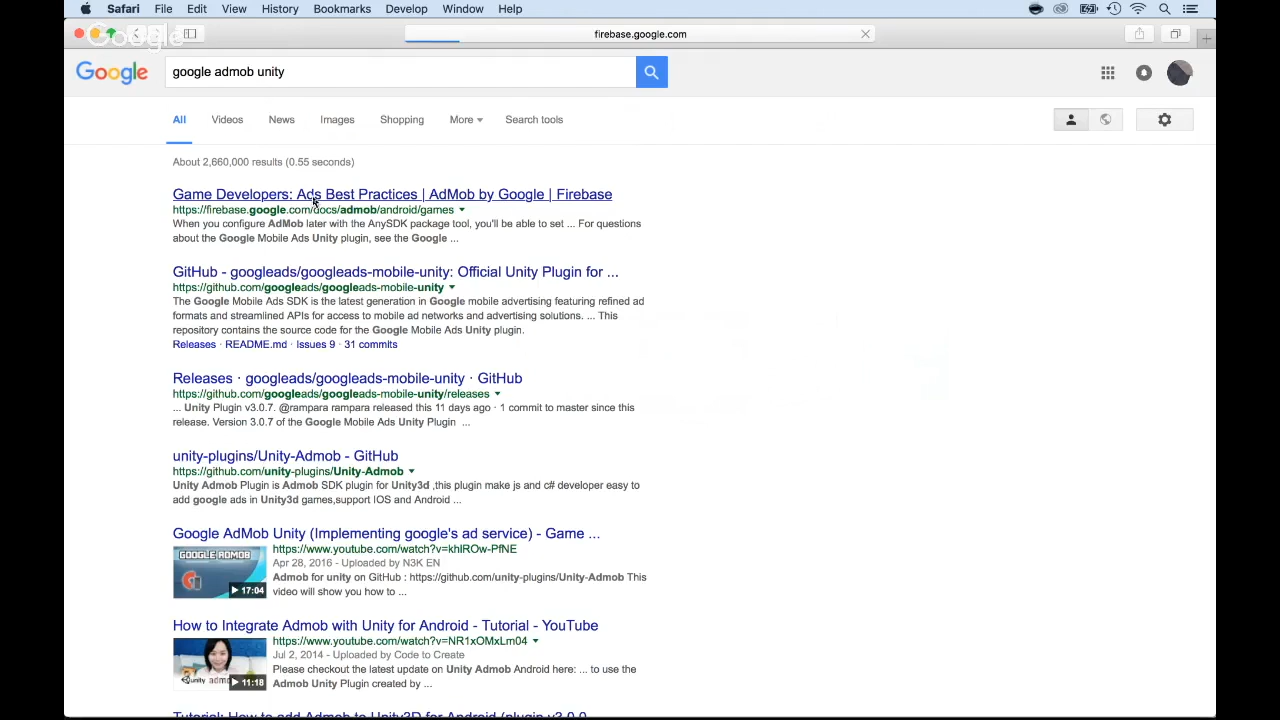 Safari File Edit View History Bookmarks Develop Window Help
Google
firebase.google.com
Google google admob unity
All Videos News Images Shopping More Search tools
About 2,660,000 results (0.55 seconds)
Game Developers: Ads Best Practices | AdMob by Google | Firebase
https://firebase.google.com/docs/admob/android/games
When you configure AdMob later with the AnySDK package tool, you'll be able to set ... For questions
about the Google Mobile Ads Unity plugin, see the Google ...
GitHub - googleads/googleads-mobile-unity: Official Unity Plugin for ...
https://github.com/googleads/googleads-mobile-unity
The Google Mobile Ads SDK is the latest generation in Google mobile advertising featuring refined ad
formats and streamlined APIs for access to mobile ad networks and advertising solutions. ... This
repository contains the source code for the Google Mobile Ads Unity plugin.
Releases · README.md · Issues 9 · 31 commits
Releases · googleads/googleads-mobile-unity · GitHub
https://github.com/googleads/googleads-mobile-unity/releases
... Unity Plugin v3.0.7. @rampara rampara released this 11 days ago · 1 commit to master since this
release. Version 3.0.7 of the Google Mobile Ads Unity Plugin ...
unity-plugins/Unity-Admob - GitHub
https://github.com/unity-plugins/Unity-Admob
Unity Admob Plugin is Admob SDK plugin for Unity3d ,this plugin make js and c# developer easy to
add google ads in Unity3d games,support IOS and Android ...
Google AdMob Unity (Implementing google's ad service) - Game ...
GOOGLE ADMOB
17:04
https://www.youtube.com/watch?v=khlROw-PfNE
Apr 28, 2016 - Uploaded by N3K EN
Admob for unity on GitHub : https://github.com/unity-plugins/Unity-Admob This
video will show you how to ...
How to Integrate Admob with Unity for Android - Tutorial - YouTube
unity
11:18
https://www.youtube.com/watch?v=NR1xOMxLm04
Jul 2, 2014 - Uploaded by Code to Create
Please checkout the latest update on Unity Admob Android here: ... to use the
Admob Unity Plugin created by ...
Tutorial: How to add Admob to Unity3D for Android (plugin v3.0.0